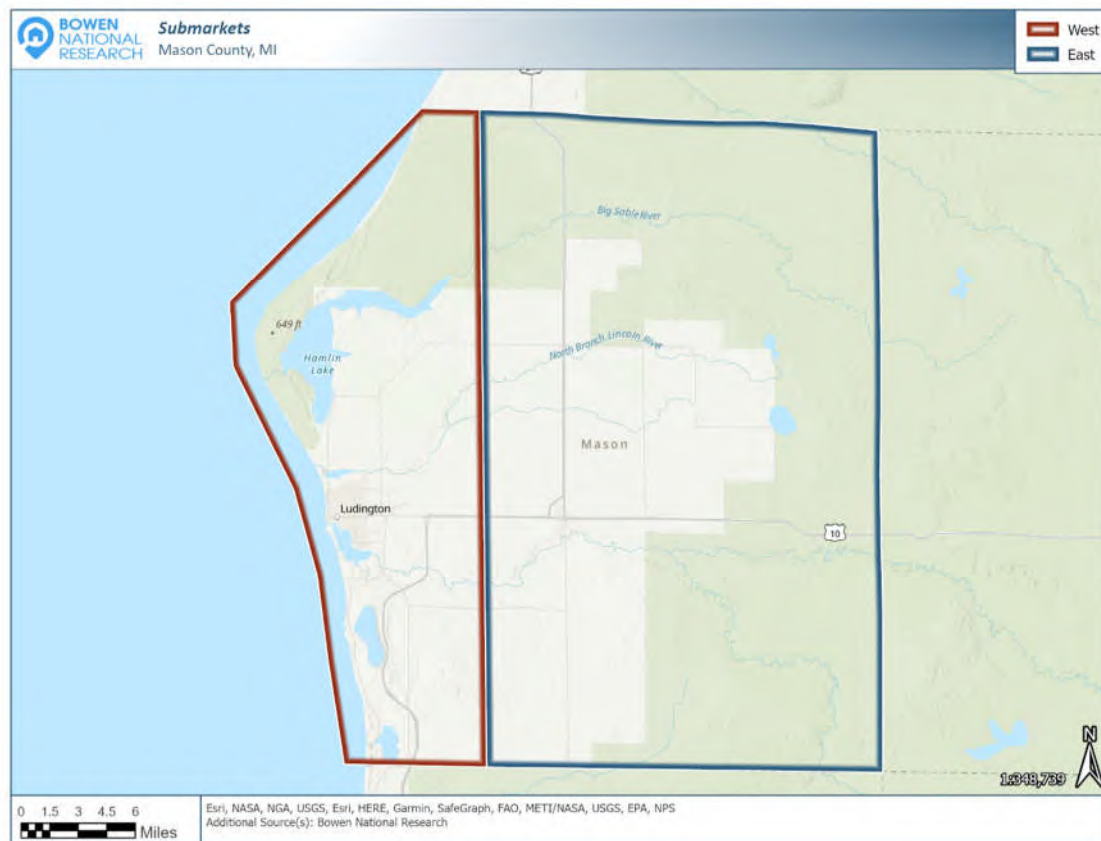 BOWEN
NATIONAL
RESEARCH
Submarkets
Mason County, MI
West
East
Big Sable River
649 ft
Hamlin
Lake
North Branch Lincoln River
Mason
Ludington
10
N
1:348,739
0 1.5 3 4.5 6
Miles
Esri, NASA, NGA, USGS, Esri, HERE, Garmin, SafeGraph, FAO, METI/NASA, USGS, EPA, NPS
Additional Source(s): Bowen National Research